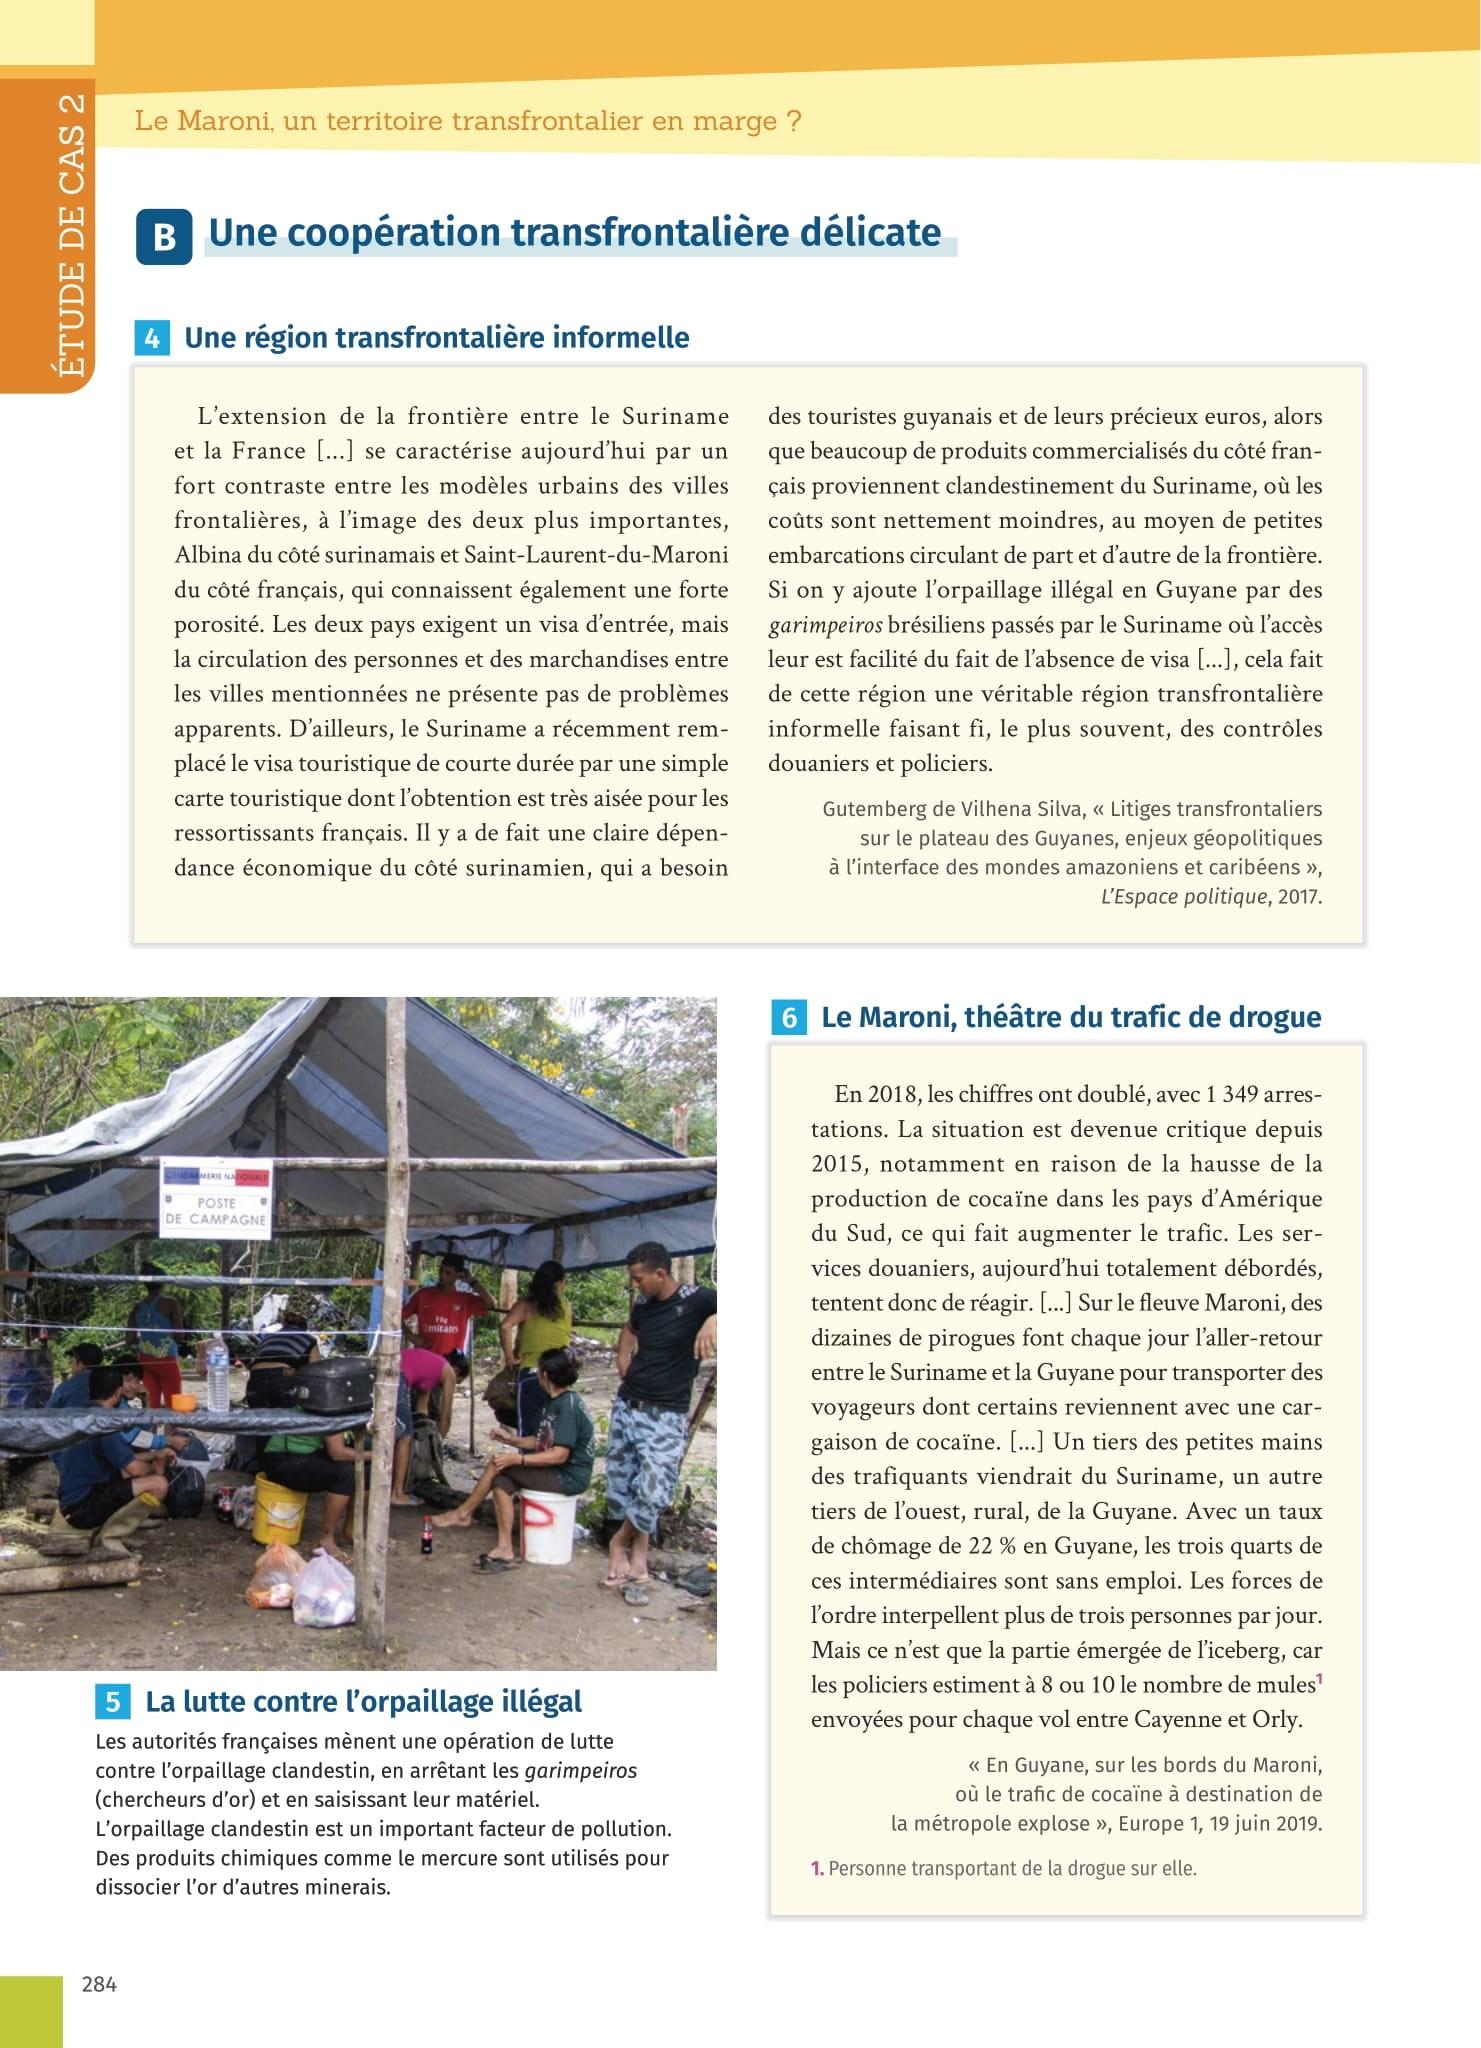 ÉTUDE DE CAS 2
Le Maroni, un territoire transfrontalier en marge ?
B Une coopération transfrontalière délicate
4 Une région transfrontalière informelle
L’extension de la frontière entre le Suriname
et la France [...] se caractérise aujourd’hui par un
fort contraste entre les modèles urbains des villes
frontalières, à l’image des deux plus importantes,
Albina du côté surinamais et Saint-Laurent-du-Maroni
du côté français, qui connaissent également une forte
porosité. Les deux pays exigent un visa d’entrée, mais
la circulation des personnes et des marchandises entre
les villes mentionnées ne présente pas de problèmes
apparents. D’ailleurs, le Suriname a récemment rem-
placé le visa touristique de courte durée par une simple
carte touristique dont l’obtention est très aisée pour les
ressortissants français. Il y a de fait une claire dépen-
dance économique du côté surinamien, qui a besoin
des touristes guyanais et de leurs précieux euros, alors
que beaucoup de produits commercialisés du côté fran-
çais proviennent clandestinement du Suriname, où les
coûts sont nettement moindres, au moyen de petites
embarcations circulant de part et d’autre de la frontière.
Si on y ajoute l’orpaillage illégal en Guyane par des
garimpeiros brésiliens passés par le Suriname où l’accès
leur est facilité du fait de l’absence de visa [...], cela fait
de cette région une véritable région transfrontalière
informelle faisant fi, le plus souvent, des contrôles
douaniers et policiers.
Gutemberg de Vilhena Silva, « Litiges transfrontaliers
sur le plateau des Guyanes, enjeux géopolitiques
à l’interface des mondes amazoniens et caribéens »,
L’Espace politique, 2017.
GENDARMERIE NATIONALE
POSTE
DE CAMPAGNE
Fly
Emirates
5 La lutte contre l’orpaillage illégal
Les autorités françaises mènent une opération de lutte
contre l’orpaillage clandestin, en arrêtant les garimpeiros
(chercheurs d’or) et en saisissant leur matériel.
L’orpaillage clandestin est un important facteur de pollution.
Des produits chimiques comme le mercure sont utilisés pour
dissocier l’or d’autres minerais.
6 Le Maroni, théâtre du trafic de drogue
En 2018, les chiffres ont doublé, avec 1 349 arres-
tations. La situation est devenue critique depuis
2015, notamment en raison de la hausse de la
production de cocaïne dans les pays d’Amérique
du Sud, ce qui fait augmenter le trafic. Les ser-
vices douaniers, aujourd’hui totalement débordés,
tentent donc de réagir. [...] Sur le fleuve Maroni, des
dizaines de pirogues font chaque jour l’aller-retour
entre le Suriname et la Guyane pour transporter des
voyageurs dont certains reviennent avec une car-
gaison de cocaïne. [...] Un tiers des petites mains
des trafiquants viendrait du Suriname, un autre
tiers de l’ouest, rural, de la Guyane. Avec un taux
de chômage de 22 % en Guyane, les trois quarts de
ces intermédiaires sont sans emploi. Les forces de
l’ordre interpellent plus de trois personnes par jour.
Mais ce n’est que la partie émergée de l’iceberg, car
les policiers estiment à 8 ou 10 le nombre de mules1
envoyées pour chaque vol entre Cayenne et Orly.
« En Guyane, sur les bords du Maroni,
où le trafic de cocaïne à destination de
la métropole explose », Europe 1, 19 juin 2019.
1. Personne transportant de la drogue sur elle.
284